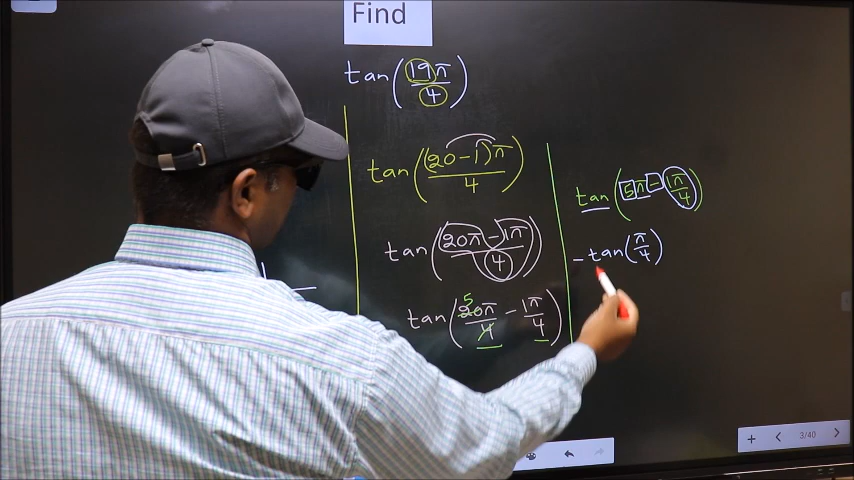 Find
tan(19π/4)
tan((20-1)π/4)
tan((20π-1π)/4)
5
tan(20π/4 - 1π/4)
tan(5π - 1π/4)
-tan(π/4)
3/40